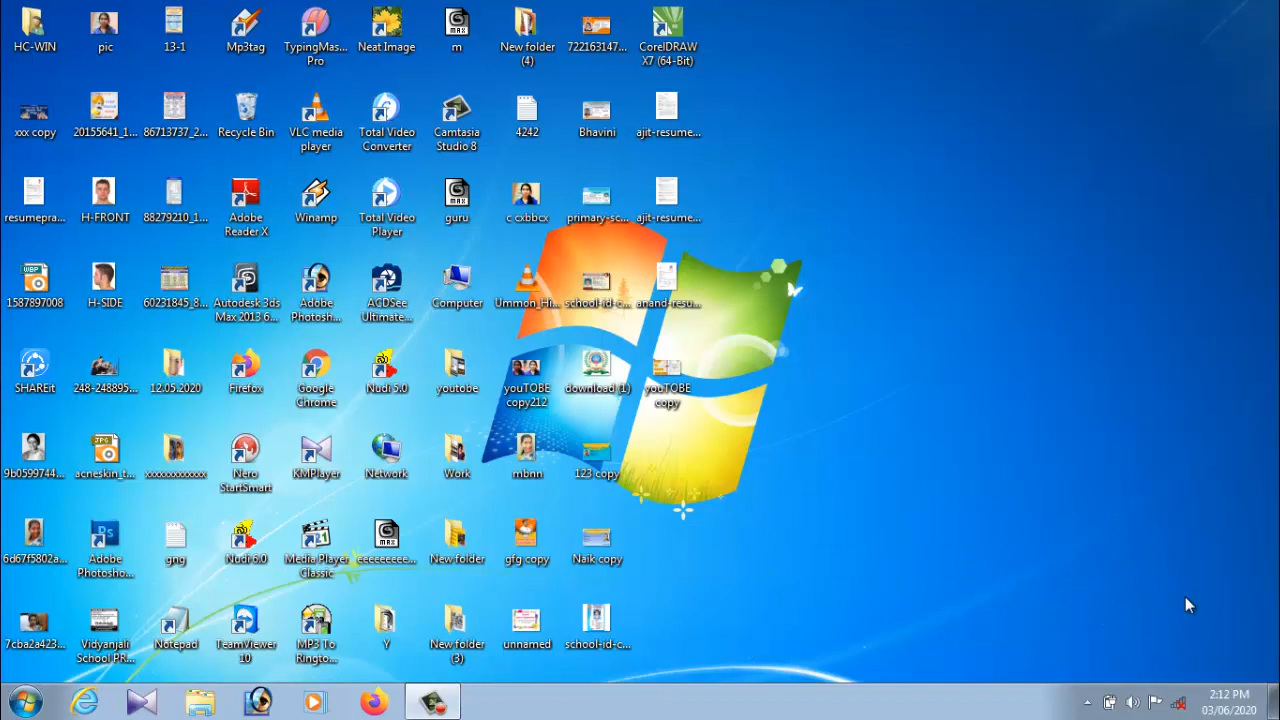 HC-WIN
pic
13-1
Mp3tag
TypingMas...
Pro
Neat Image
m
New folder
(4)
722163147...
CorelDRAW
X7 (64-Bit)
xxx copy
20155641_1...
86713737_2...
Recycle Bin
VLC media
player
Total Video
Converter
Camtasia
Studio 8
4242
Bhavini
ajit-resume...
resumepra...
H-FRONT
88279210_1...
Adobe
Reader X
Winamp
Total Video
Player
guru
c cxbbcx
primary-sc...
ajit-resume...
1587897008
H-SIDE
60231845_8...
Autodesk 3ds
Max 2013 6...
Adobe
Photosh...
ACDSee
Ultimate...
Computer
Ummon_Hi...
school-id-c...
anand-resu...
SHAREit
248-248895...
12.05.2020
Firefox
Google
Chrome
Nudi 5.0
youtobe
youTOBE
copy212
download (1)
youTOBE
copy
9b0599744...
acneskin_t...
xxxxxxxxxxxx
Nero
StartSmart
KMPlayer
Network
Work
mbnn
123 copy
6d67f5802a...
Adobe
Photosho...
gng
Nudi 6.0
Media Player
Classic
eeeeeeeee...
New folder
gfg copy
Naik copy
7cba2a423...
Vidyanjali
School PR...
Notepad
TeamViewer
10
MP3 To
Ringto...
Y
New folder
(3)
unnamed
school-id-c...
2:12 PM
03/06/2020